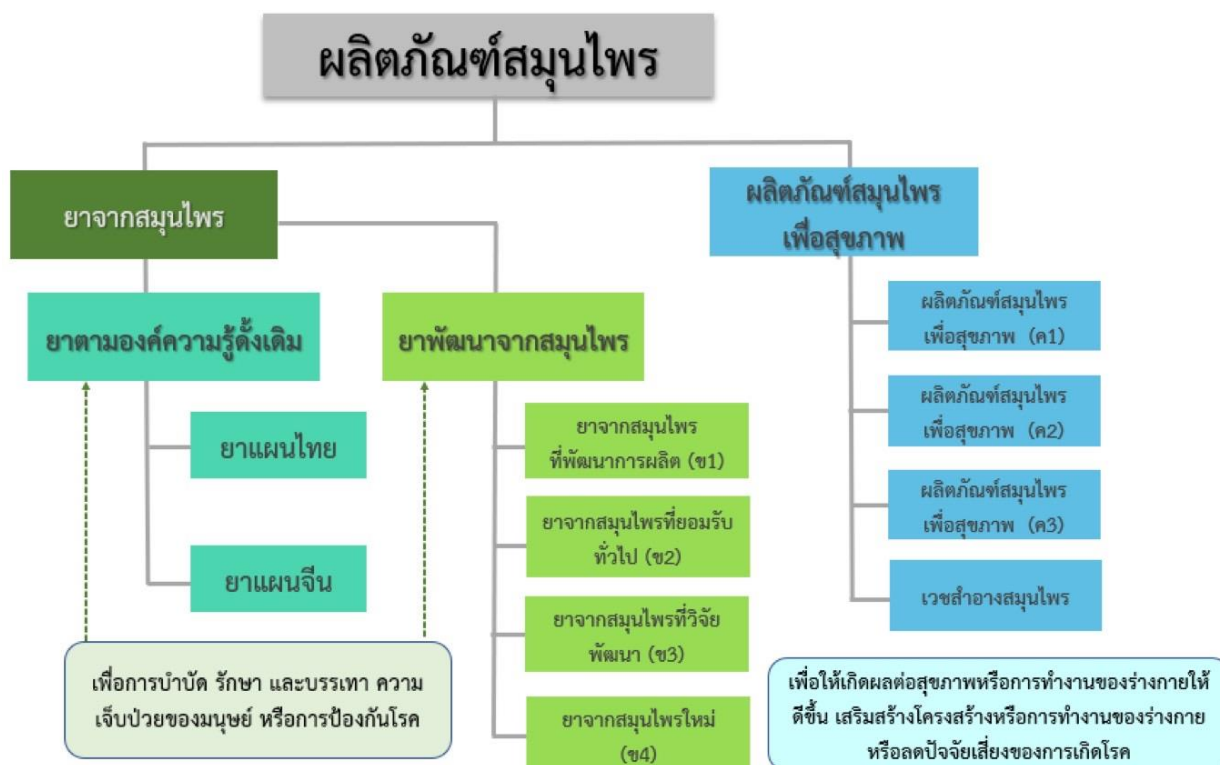 ผลิตภัณฑ์สมุนไพร
ยาจากสมุนไพร
ยาตามองค์ความรู้ดั้งเดิม
ยาแผนไทย
ยาแผนจีน
เพื่อการบำบัด รักษา และบรรเทา ความ
เจ็บป่วยของมนุษย์ หรือการป้องกันโรค
ยาพัฒนาจากสมุนไพร
ยาจากสมุนไพร
ที่พัฒนาการผลิต (ข1)
ยาจากสมุนไพรที่ยอมรับ
ทั่วไป (ข2)
ยาจากสมุนไพรที่วิจัย
พัฒนา (ข3)
ยาจากสมุนไพรใหม่
(ข4)
ผลิตภัณฑ์สมุนไพร
เพื่อสุขภาพ
ผลิตภัณฑ์สมุนไพร
เพื่อสุขภาพ (ค1)
ผลิตภัณฑ์สมุนไพร
เพื่อสุขภาพ (ค2)
ผลิตภัณฑ์สมุนไพร
เพื่อสุขภาพ (ค3)
เวชสำอางสมุนไพร
เพื่อให้เกิดผลต่อสุขภาพหรือการทำงานของร่างกายให้
ดีขึ้น เสริมสร้างโครงสร้างหรือการทำงานของร่างกาย
หรือลดปัจจัยเสี่ยงของการเกิดโรค